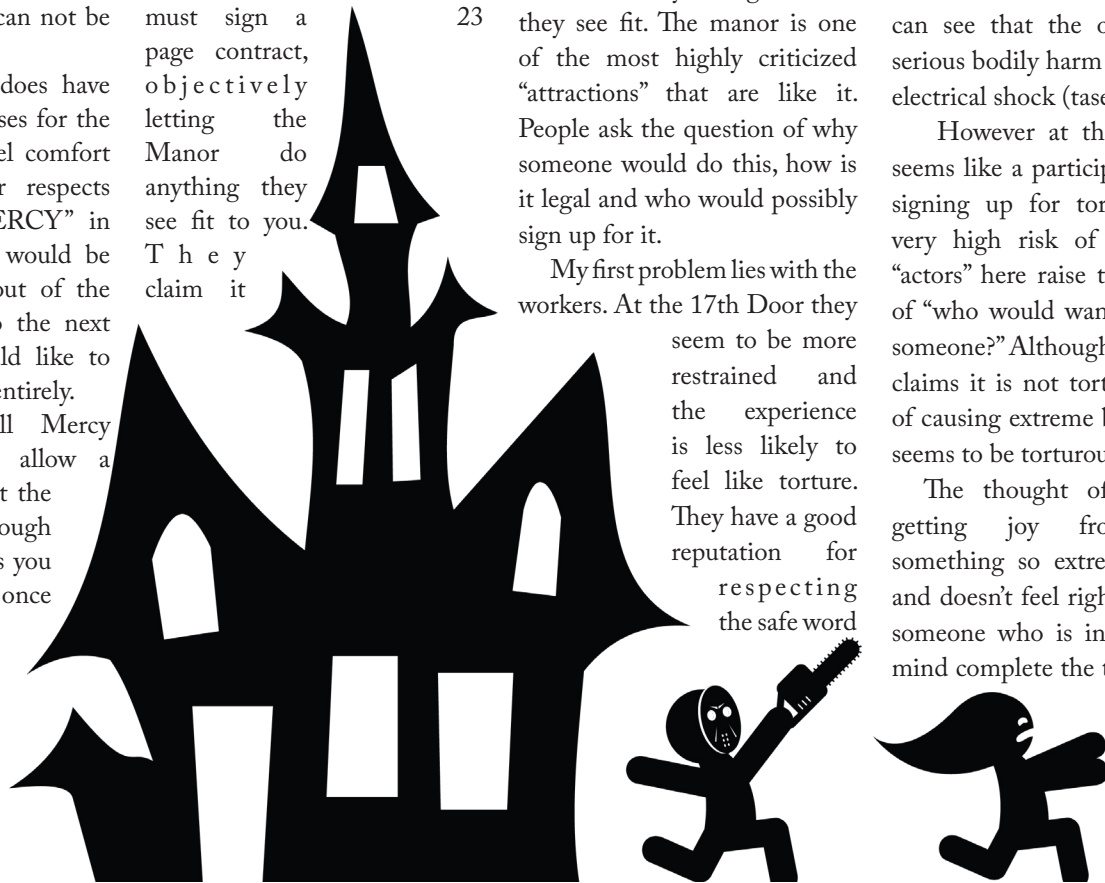 can not be
does have
ses for the
el comfort
r respects
ERCY” in
would be
out of the
o the next
ld like to
entirely.
ll Mercy
allow a
t the
ough
s you
once
must sign a
page contract,
objectively
letting the
Manor do
anything they
see fit to you.
They
claim it
23
they see fit. The manor is one
of the most highly criticized
“attractions” that are like it.
People ask the question of why
someone would do this, how is
it legal and who would possibly
sign up for it.
My first problem lies with the
workers. At the 17th Door they
seem to be more
restrained and
the experience
is less likely to
feel like torture.
They have a good
reputation for
respecting
the safe word
can see that the o
serious bodily harm
electrical shock (tase
However at th
seems like a particip
signing up for tor
very high risk of
“actors” here raise t
of “who would wan
someone?” Although
claims it is not tort
of causing extreme b
seems to be torturou
The thought of
getting joy fro
something so extre
and doesn’t feel righ
someone who is in
mind complete the t